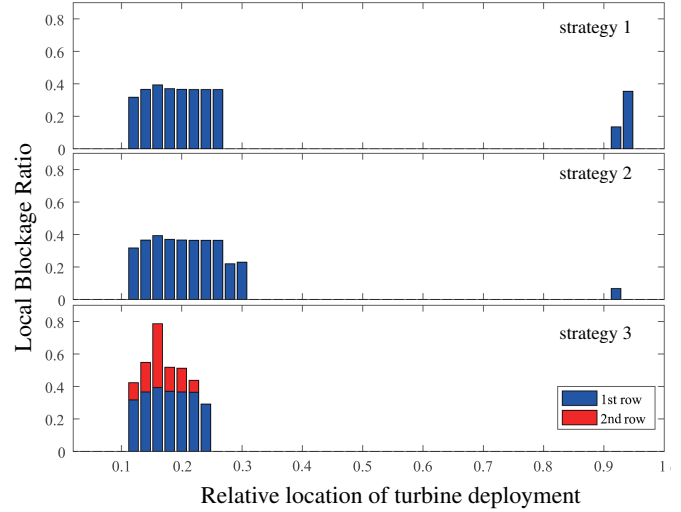 0.8
0.6
0.4
0.2
0
strategy 1
0.8
0.6
0.4
0.2
0
strategy 2
0.8
0.6
0.4
0.2
0
strategy 3
1st row
2nd row
0.1 0.2 0.3 0.4 0.5 0.6 0.7 0.8 0.9 1
Local Blockage Ratio
Relative location of turbine deployment